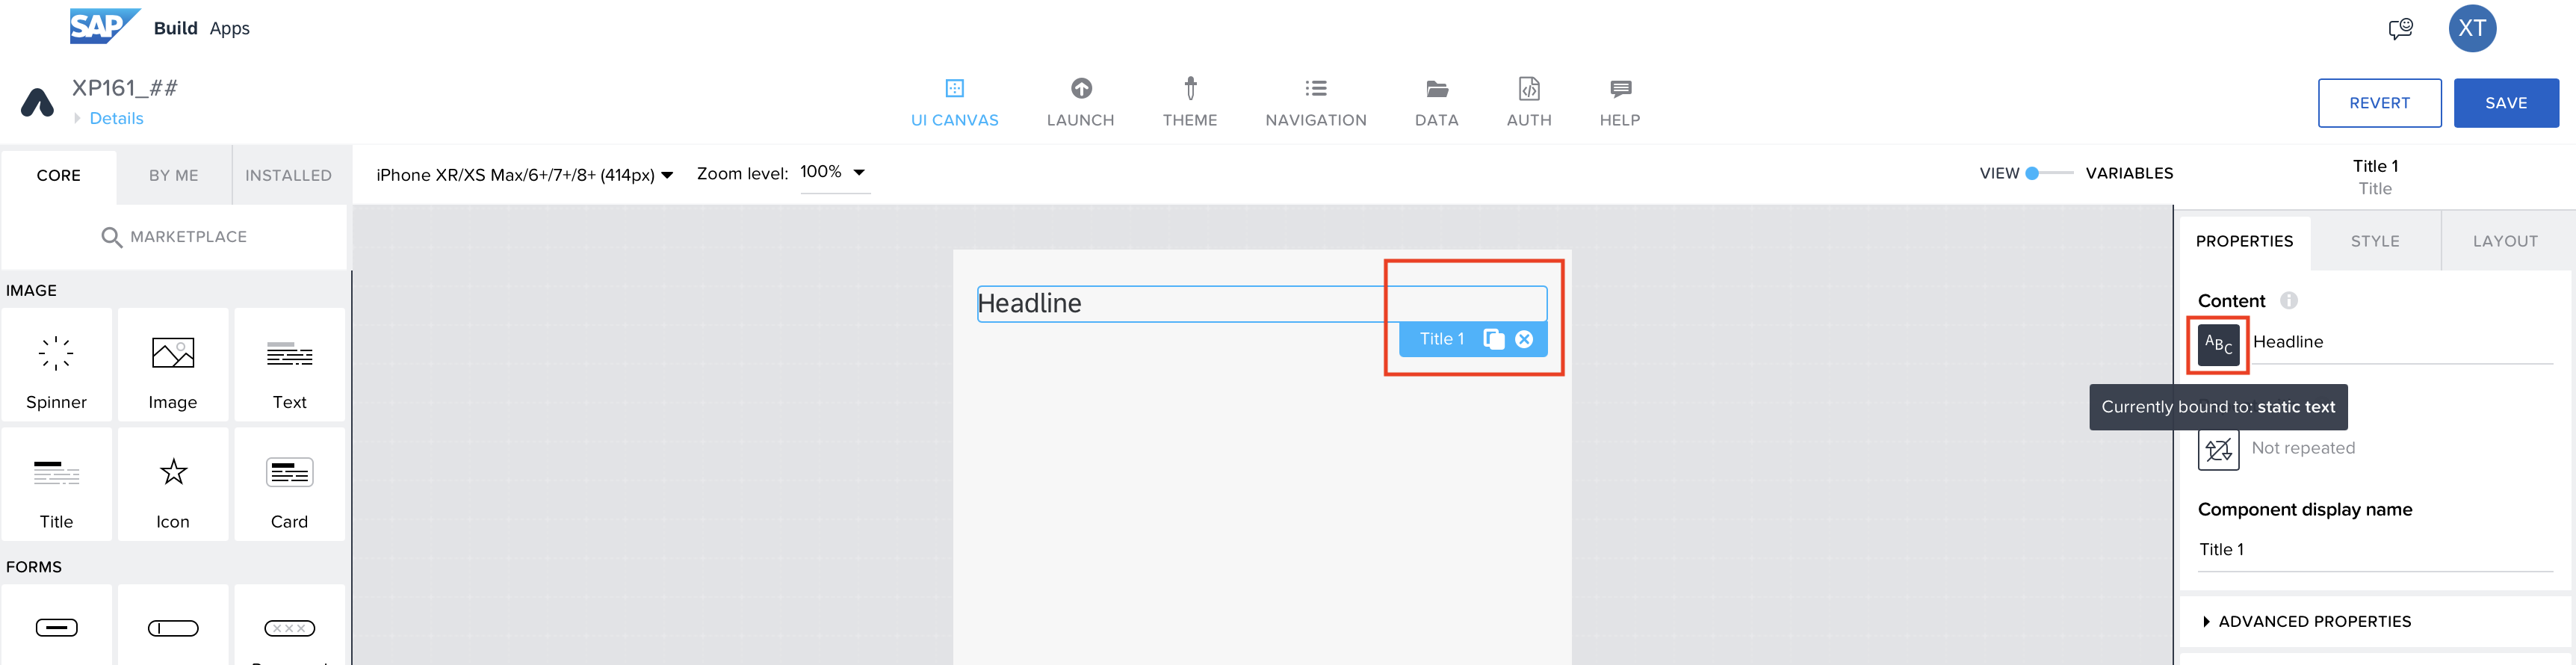 SAP Build Apps
XT
XP161_##
Details
UI CANVAS LAUNCH THEME NAVIGATION DATA AUTH HELP
REVERT SAVE
CORE BY ME INSTALLED
iPhone XR/XS Max/6+/7+/8+ (414px) Zoom level: 100%
VIEW VARIABLES
Title 1
Title
MARKETPLACE
PROPERTIES STYLE LAYOUT
IMAGE
Spinner Image Text
Title Icon Card
FORMS
Headline
Title 1
Content
ABC Headline
Currently bound to: static text
Not repeated
Component display name
Title 1
ADVANCED PROPERTIES